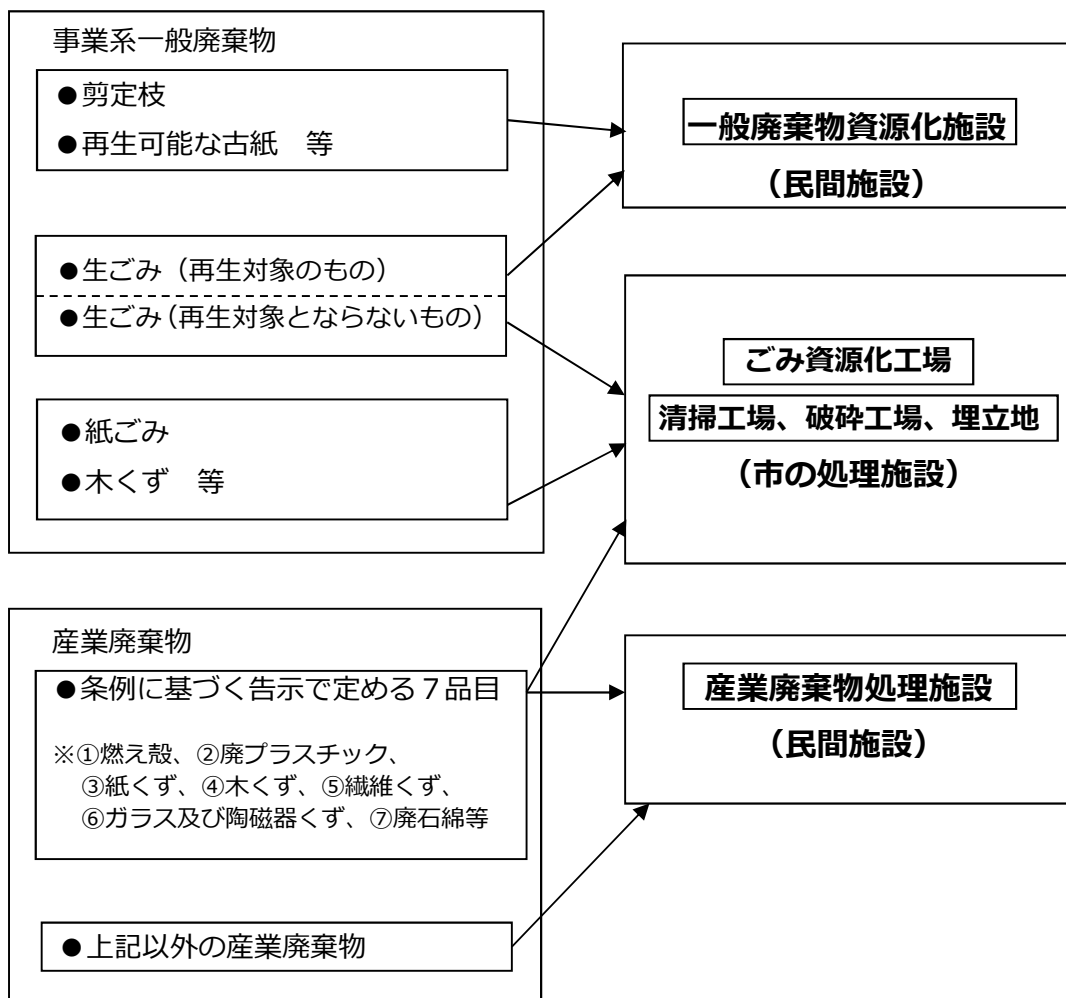 事業系一般廃棄物
●剪定枝
●再生可能な古紙　等
●生ごみ（再生対象のもの）
●生ごみ（再生対象とならないもの）
●紙ごみ
●木くず　等
一般廃棄物資源化施設
（民間施設）
ごみ資源化工場
清掃工場、破砕工場、埋立地
（市の処理施設）
産業廃棄物
●条例に基づく告示で定める７品目
※①燃え殻、②廃プラスチック、
③紙くず、④木くず、⑤繊維くず、
⑥ガラス及び陶磁器くず、⑦廃石綿等
●上記以外の産業廃棄物
産業廃棄物処理施設
（民間施設）